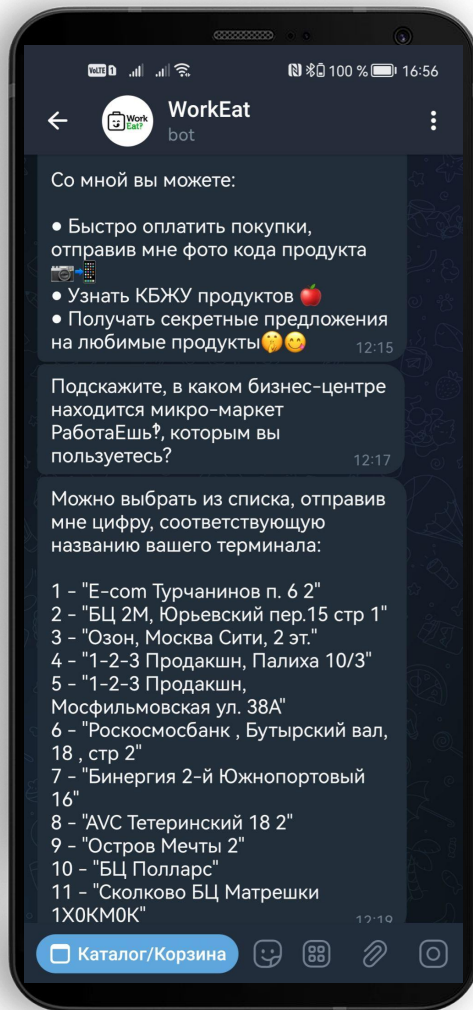 VoLTE 100 % 16:56
Work
Eat?
WorkEat
bot
Со мной вы можете:
● Быстро оплатить покупки,
отправив мне фото кода продукта
● Узнать КБЖУ продуктов
● Получать секретные предложения
на любимые продукты
12:15
Подскажите, в каком бизнес-центре
находится микро-маркет
РаботаЕшь‽, которым вы
пользуетесь?
12:17
Можно выбрать из списка, отправив
мне цифру, соответствующую
названию вашего терминала:
1 - "E-com Турчанинов п. 6 2"
2 - "БЦ 2М, Юрьевский пер.15 стр 1"
3 - "Озон, Москва Сити, 2 эт."
4 - "1-2-3 Продакшн, Палиха 10/3"
5 - "1-2-3 Продакшн,
Мосфильмовская ул. 38А"
6 - "Роскосмосбанк , Бутырский вал,
18 , стр 2"
7 - "Бинергия 2-й Южнопортовый
16"
8 - "AVC Тетеринский 18 2"
9 - "Остров Мечты 2"
10 - "БЦ Полларс"
11 - "Сколково БЦ Матрешки
1X0KM0K"
12:19
Каталог/Корзина